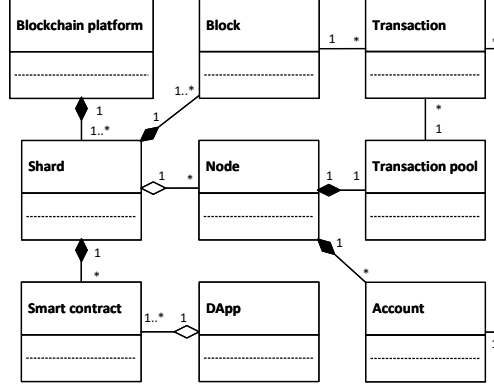 Blockchain platform
Block
Transaction
1
*
*
1
1..*
1..*
1
*
1
Shard
Node
Transaction pool
1
*
1
1
1
*
1
*
Smart contract
DApp
Account
1..*
1
1